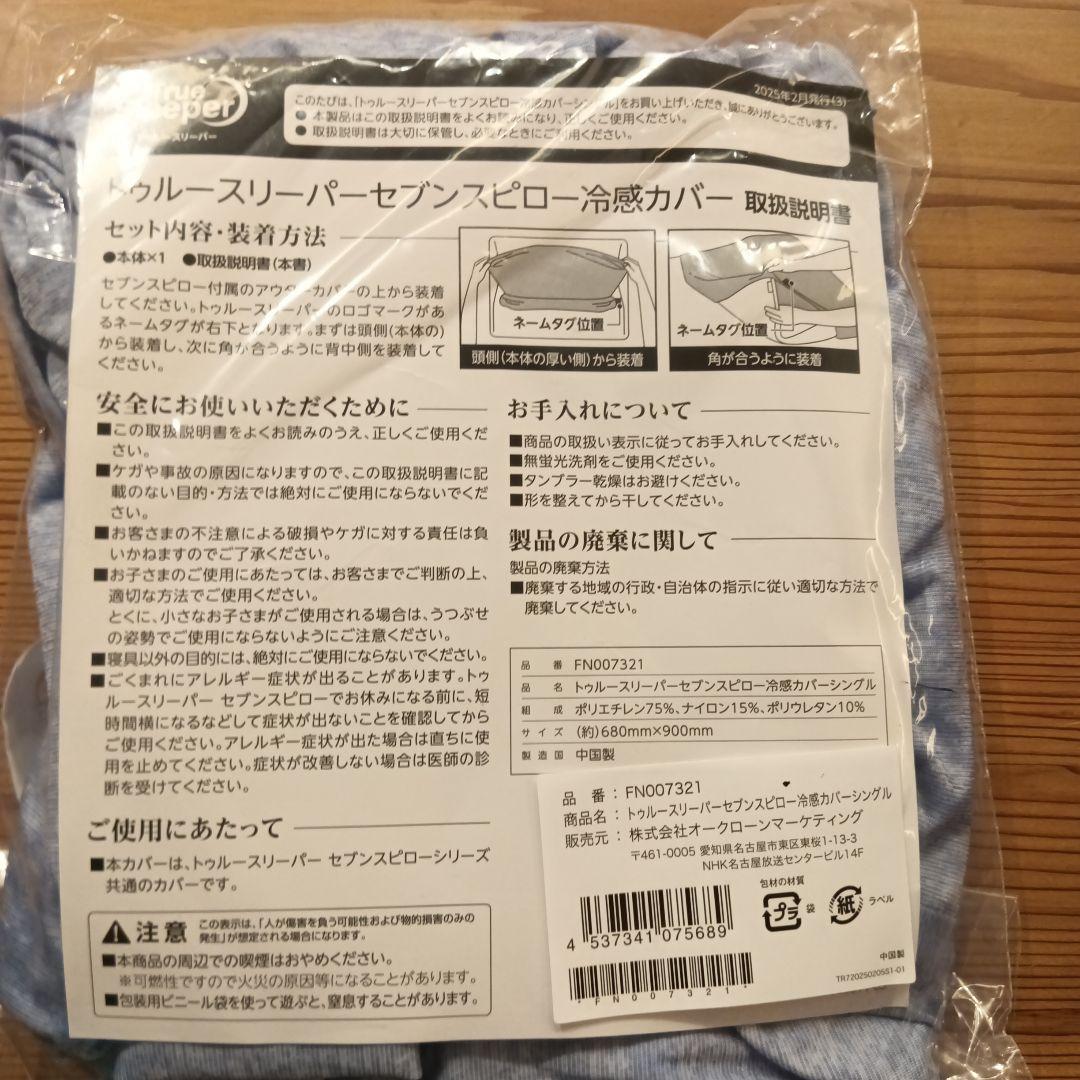 True
トゥルースリーパー
2025年2月発行(3)
このたびは、「トゥルースリーパーセブンスピロー冷感カバーシングル」をお買い上げいただき、誠にありがとうございます。
● 本製品はこの取扱説明書をよくお読みになり、正しくご使用ください。
● 取扱説明書は大切に保管し、必要なときにご利用ください。
トゥルースリーパーセブンスピロー冷感カバー 取扱説明書
セット内容・装着方法
●本体×1 ●取扱説明書(本書)
セブンスピロー付属のアウターカバーの上から装着
してください。トゥルースリーパーのロゴマークがあ
るネームタグが右下となります。まずは頭側(本体の)
から装着し、次に角が合うように背中側を装着して
ください。
ネームタグ位置
頭側(本体の厚い側)から装着
ネームタグ位置
角が合うように装着
安全にお使いいただくために
■この取扱説明書をよくお読みのうえ、正しくご使用くだ
さい。
■ケガや事故の原因になりますので、この取扱説明書に記
載のない目的・方法では絶対にご使用にならないでくだ
さい。
■お客さまの不注意による破損やケガに対する責任は負
いかねますのでご了承ください。
■お子さまのご使用にあたっては、お客さまでご判断の上、
適切な方法でご使用ください。
とくに、小さなお子さまがご使用される場合は、うつぶせ
の姿勢でご使用にならないようにご注意ください。
■寝具以外の目的には、絶対にご使用にならないでください。
■ごくまれにアレルギー症状が出ることがあります。トゥ
ルースリーパー セブンスピローでお休みになる前に、短
時間横になるなどして症状が出ないことを確認してから
ご使用ください。アレルギー症状が出た場合は直ちに使
用を止めてください。症状が改善しない場合は医師の診
断を受けてください。
ご使用にあたって
■本カバーは、トゥルースリーパー セブンスピローシリーズ
共通のカバーです。
注意 この表示は、「人が傷害を負う可能性および物的損害のみの
発生」が想定される場合になります。
■本商品の周辺での喫煙はおやめください。
※可燃性ですので火災の原因等になることがあります。
■包装用ビニール袋を使って遊ぶと、窒息することがあります。
お手入れについて
■商品の取扱い表示に従ってお手入れしてください。
■無蛍光洗剤をご使用ください。
■タンブラー乾燥はお避けください。
■形を整えてから干してください。
製品の廃棄に関して
製品の廃棄方法
■廃棄する地域の行政・自治体の指示に従い適切な方法で
廃棄してください。
品番 FN007321
品名 トゥルースリーパーセブンスピロー冷感カバーシングル
組成 ポリエチレン75%、ナイロン15%、ポリウレタン10%
サイズ (約)680mm×900mm
製造国 中国製
品 番 : FN007321
商品名 : トゥルースリーパーセブンスピロー冷感カバーシングル
販売元 : 株式会社オークローンマーケティング
〒461-0005 愛知県名古屋市東区東桜1-13-3
NHK名古屋放送センタービル14F
包材の材質
プラ 袋 紙 ラベル
4 537341 075689
*FN007321*
中国製
TR7202502055S1-01